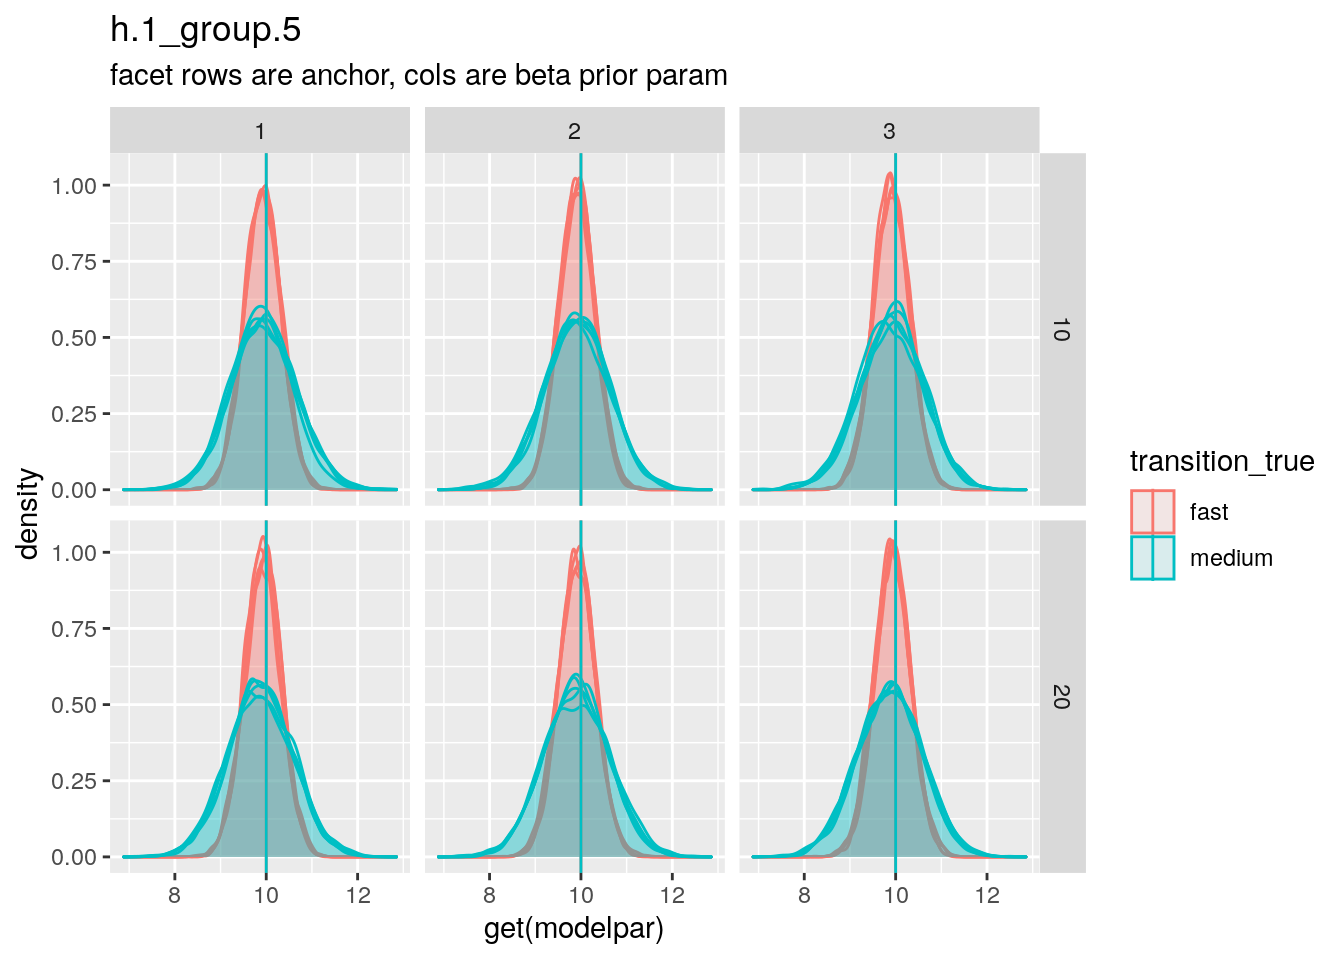 h.1_group.5
facet rows are anchor, cols are beta prior param
1 2 3
1.00
0.75
0.50
0.25
0.00
10
1.00
0.75
0.50
0.25
0.00
20
density
8 10 12 8 10 12 8 10 12
get(modelpar)
transition_true
fast
medium